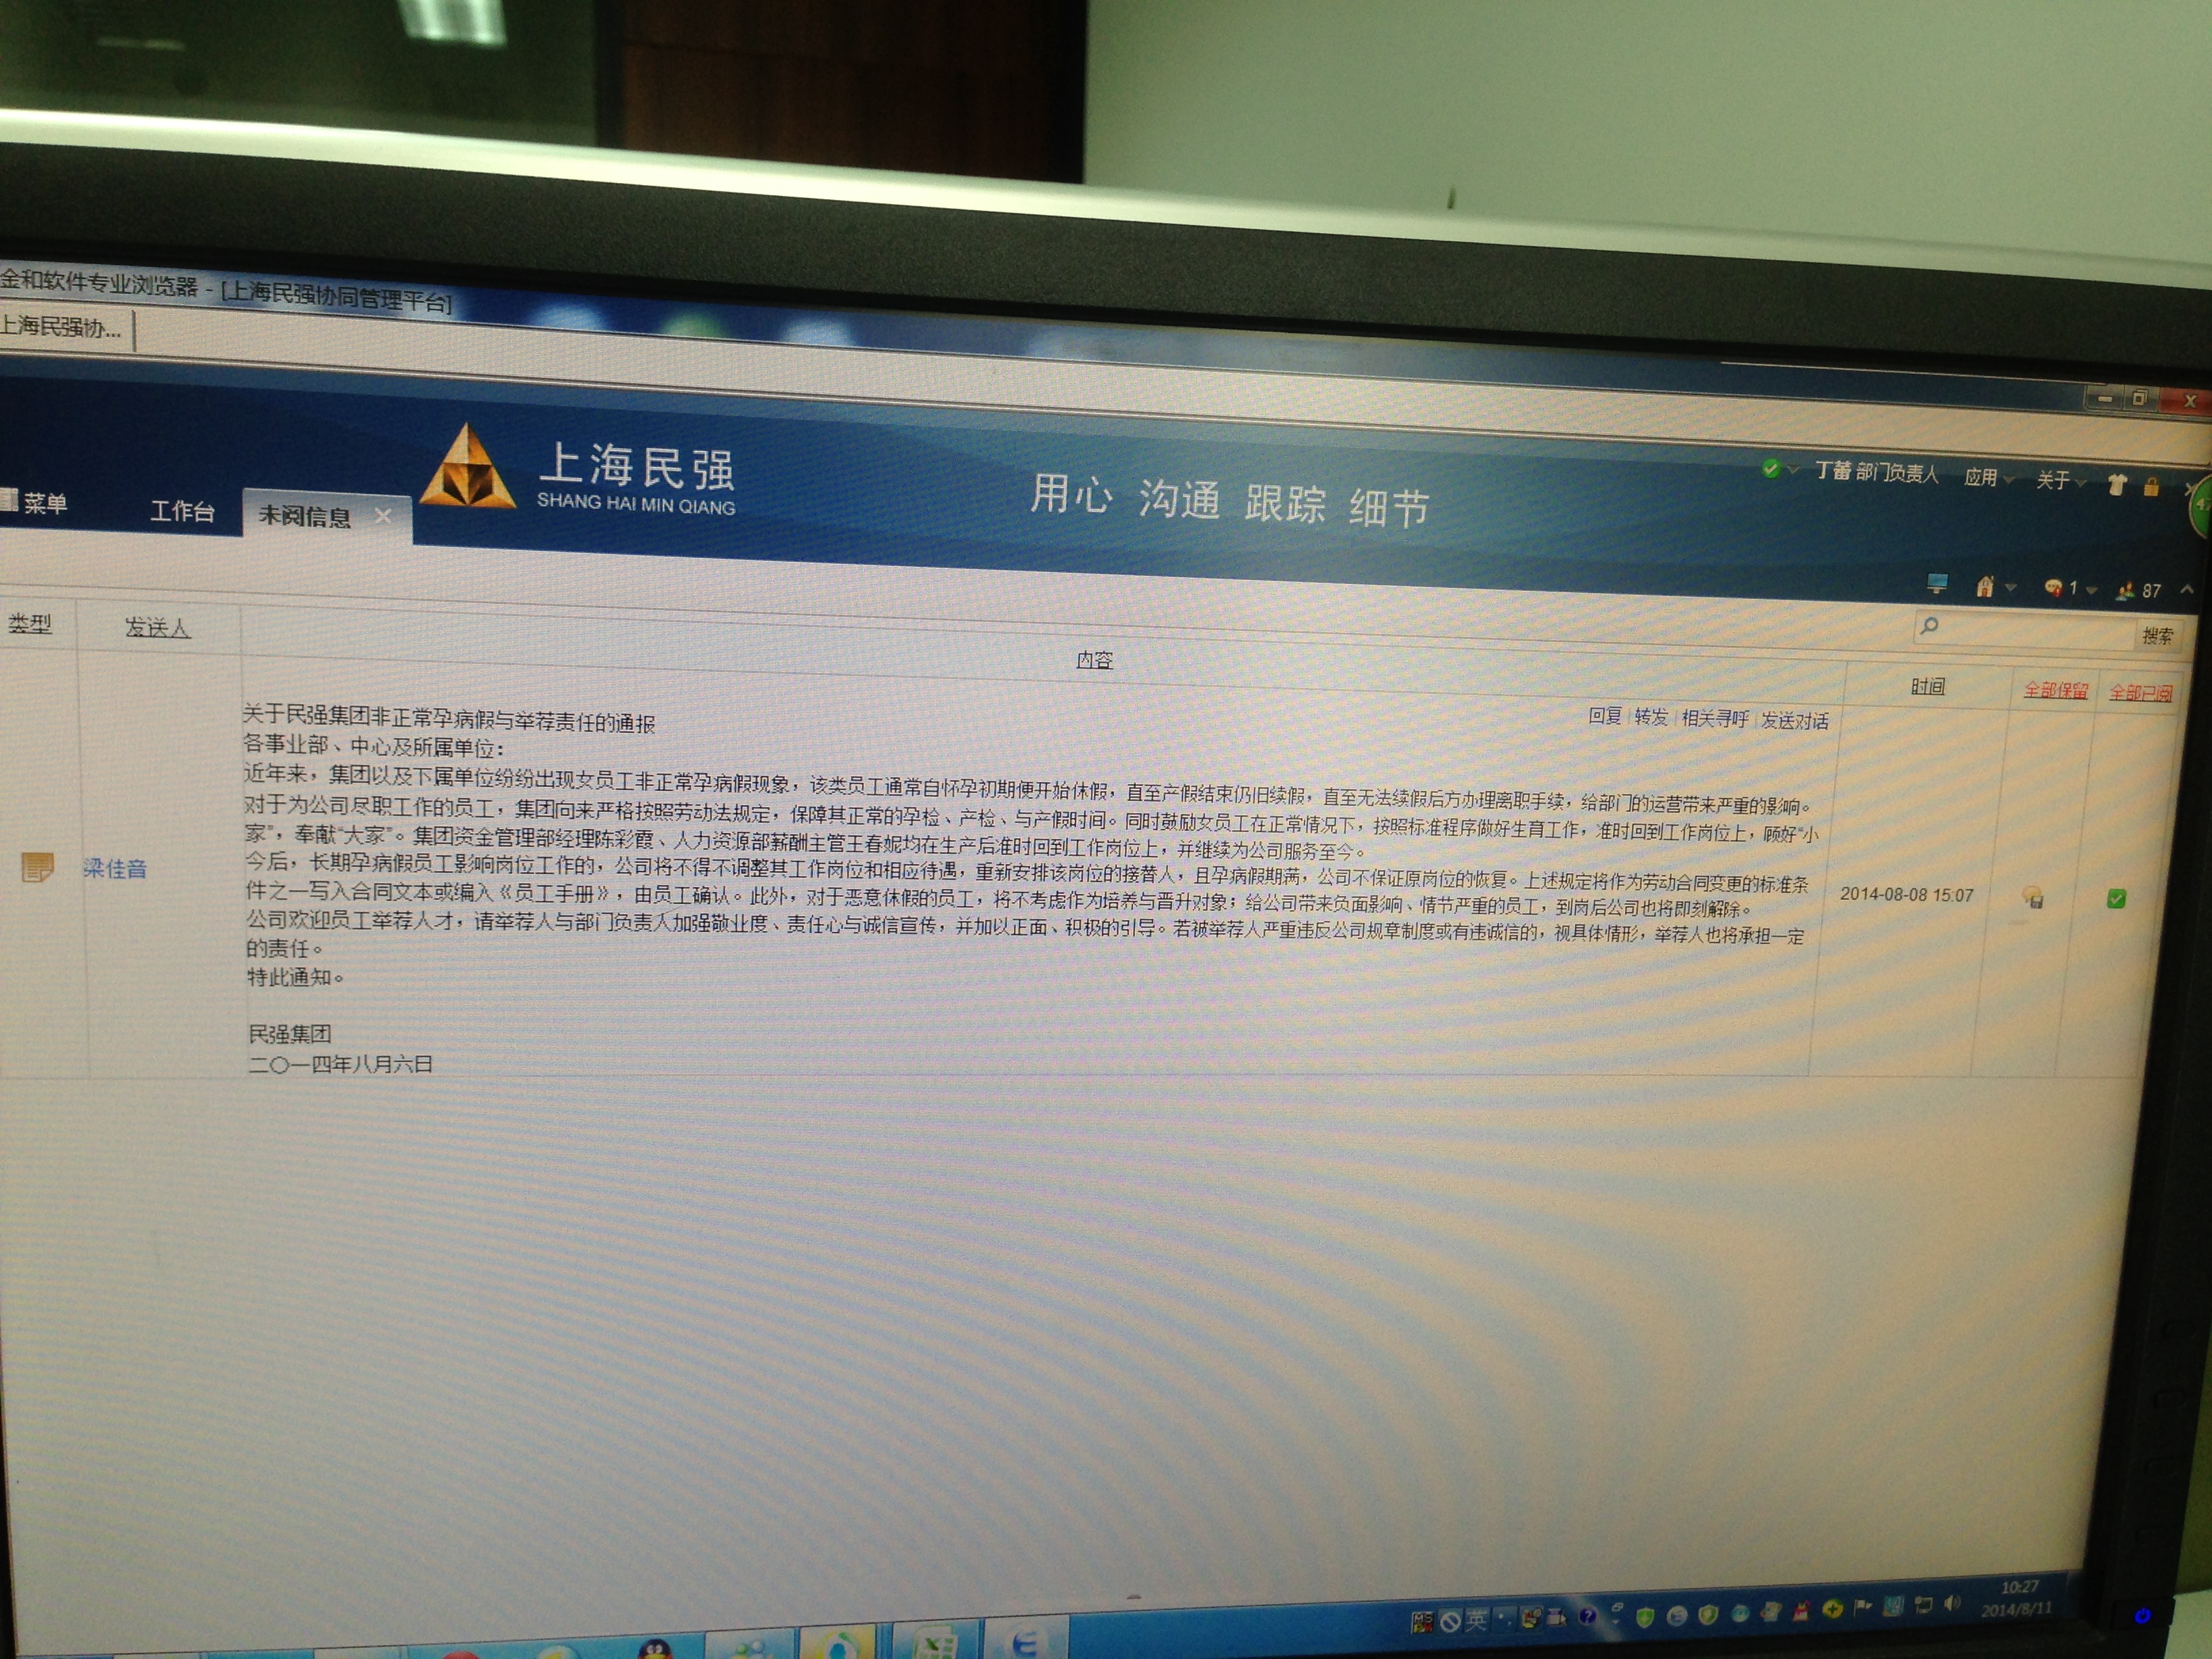 金和软件专业浏览器 - [上海民强协同管理平台]
上海民强协...
菜单
工作台
未阅信息
上海民强
SHANG HAI MIN QIANG
用心 沟通 跟踪 细节
丁蕾 部门负责人 应用 关于
1
87
搜索
类型
发送人
内容
时间
全部保留
全部已阅
回复 | 转发 | 相关寻呼 | 发送对话
关于民强集团非正常孕病假与举荐责任的通报
各事业部、中心及所属单位：
近年来，集团以及下属单位纷纷出现女员工非正常孕病假现象，该类员工通常自怀孕初期便开始休假，直至产假结束仍旧续假，直至无法续假后方办理离职手续，给部门的运营带来严重的影响。
对于为公司尽职工作的员工，集团向来严格按照劳动法规定，保障其正常的孕检、产检、与产假时间。同时鼓励女员工在正常情况下，按照标准程序做好生育工作，准时回到工作岗位上，顾好“小
家”，奉献“大家”。集团资金管理部经理陈彩霞、人力资源部薪酬主管王春妮均在生产后准时回到工作岗位上，并继续为公司服务至今。
今后，长期孕病假员工影响岗位工作的，公司将不得不调整其工作岗位和相应待遇，重新安排该岗位的接替人，且孕病假期满，公司不保证原岗位的恢复。上述规定将作为劳动合同变更的标准条
件之一写入合同文本或编入《员工手册》，由员工确认。此外，对于恶意休假的员工，将不考虑作为培养与晋升对象；给公司带来负面影响、情节严重的员工，到岗后公司也将即刻解除。
公司欢迎员工举荐人才，请举荐人与部门负责人加强敬业度、责任心与诚信宣传，并加以正面、积极的引导。若被举荐人严重违反公司规章制度或有违诚信的，视具体情形，举荐人也将承担一定
的责任。
特此通知。
民强集团
二〇一四年八月六日
梁佳音
2014-08-08 15:07
英
10:27
2014/8/11